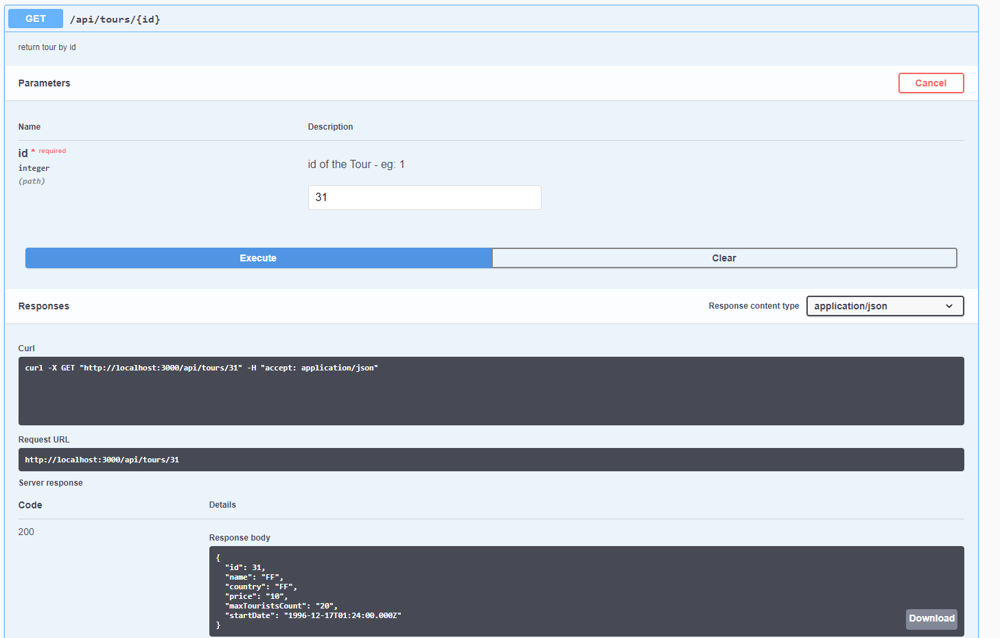 GET /api/tours/{id}
return tour by id
Parameters Cancel
Name Description
id * required
integer
(path)
id of the Tour - eg: 1
31
Execute Clear
Responses Response content type application/json
Curl
curl -X GET "http://localhost:3000/api/tours/31" -H "accept: application/json"
Request URL
http://localhost:3000/api/tours/31
Server response
Code Details
200
Response body
{
  "id": 31,
  "name": "FF",
  "country": "FF",
  "price": "10",
  "maxTouristsCount": "20",
  "startDate": "1996-12-17T01:24:00.000Z"
}
Download